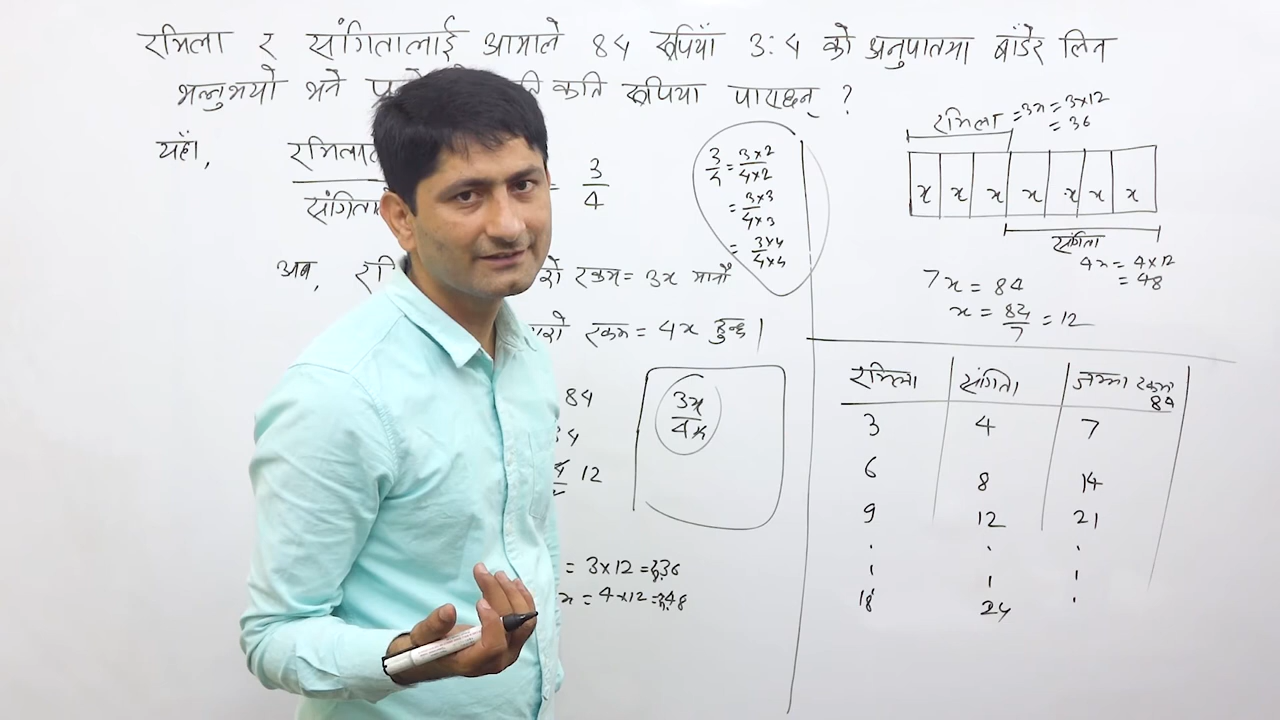 रमिला र संगितालाई आमाले 84 रूपियाँ 3:4 को अनुपातमा बाँडेर लिन
भन्नुभयो भने कति रूपिया पाउछन् ?
यहाँ,
3
4
अब, रकम = 3x मानौं
रकम = 4x हुन्छ।
84
12
= 3×12 = रू36
= 4×12 = रू48
3/4 = 3×2/4×2
= 3×3/4×3
= 3×4/4×4
3x
4x
रमिला = 3x = 3×12
= 36
x x x x x x x
संगिता
4x = 4×12
= 48
7x = 84
x = 84/7 = 12
रमिला संगिता जम्मा रकम 84
3 4 7
6 8 14
9 12 21
18 24